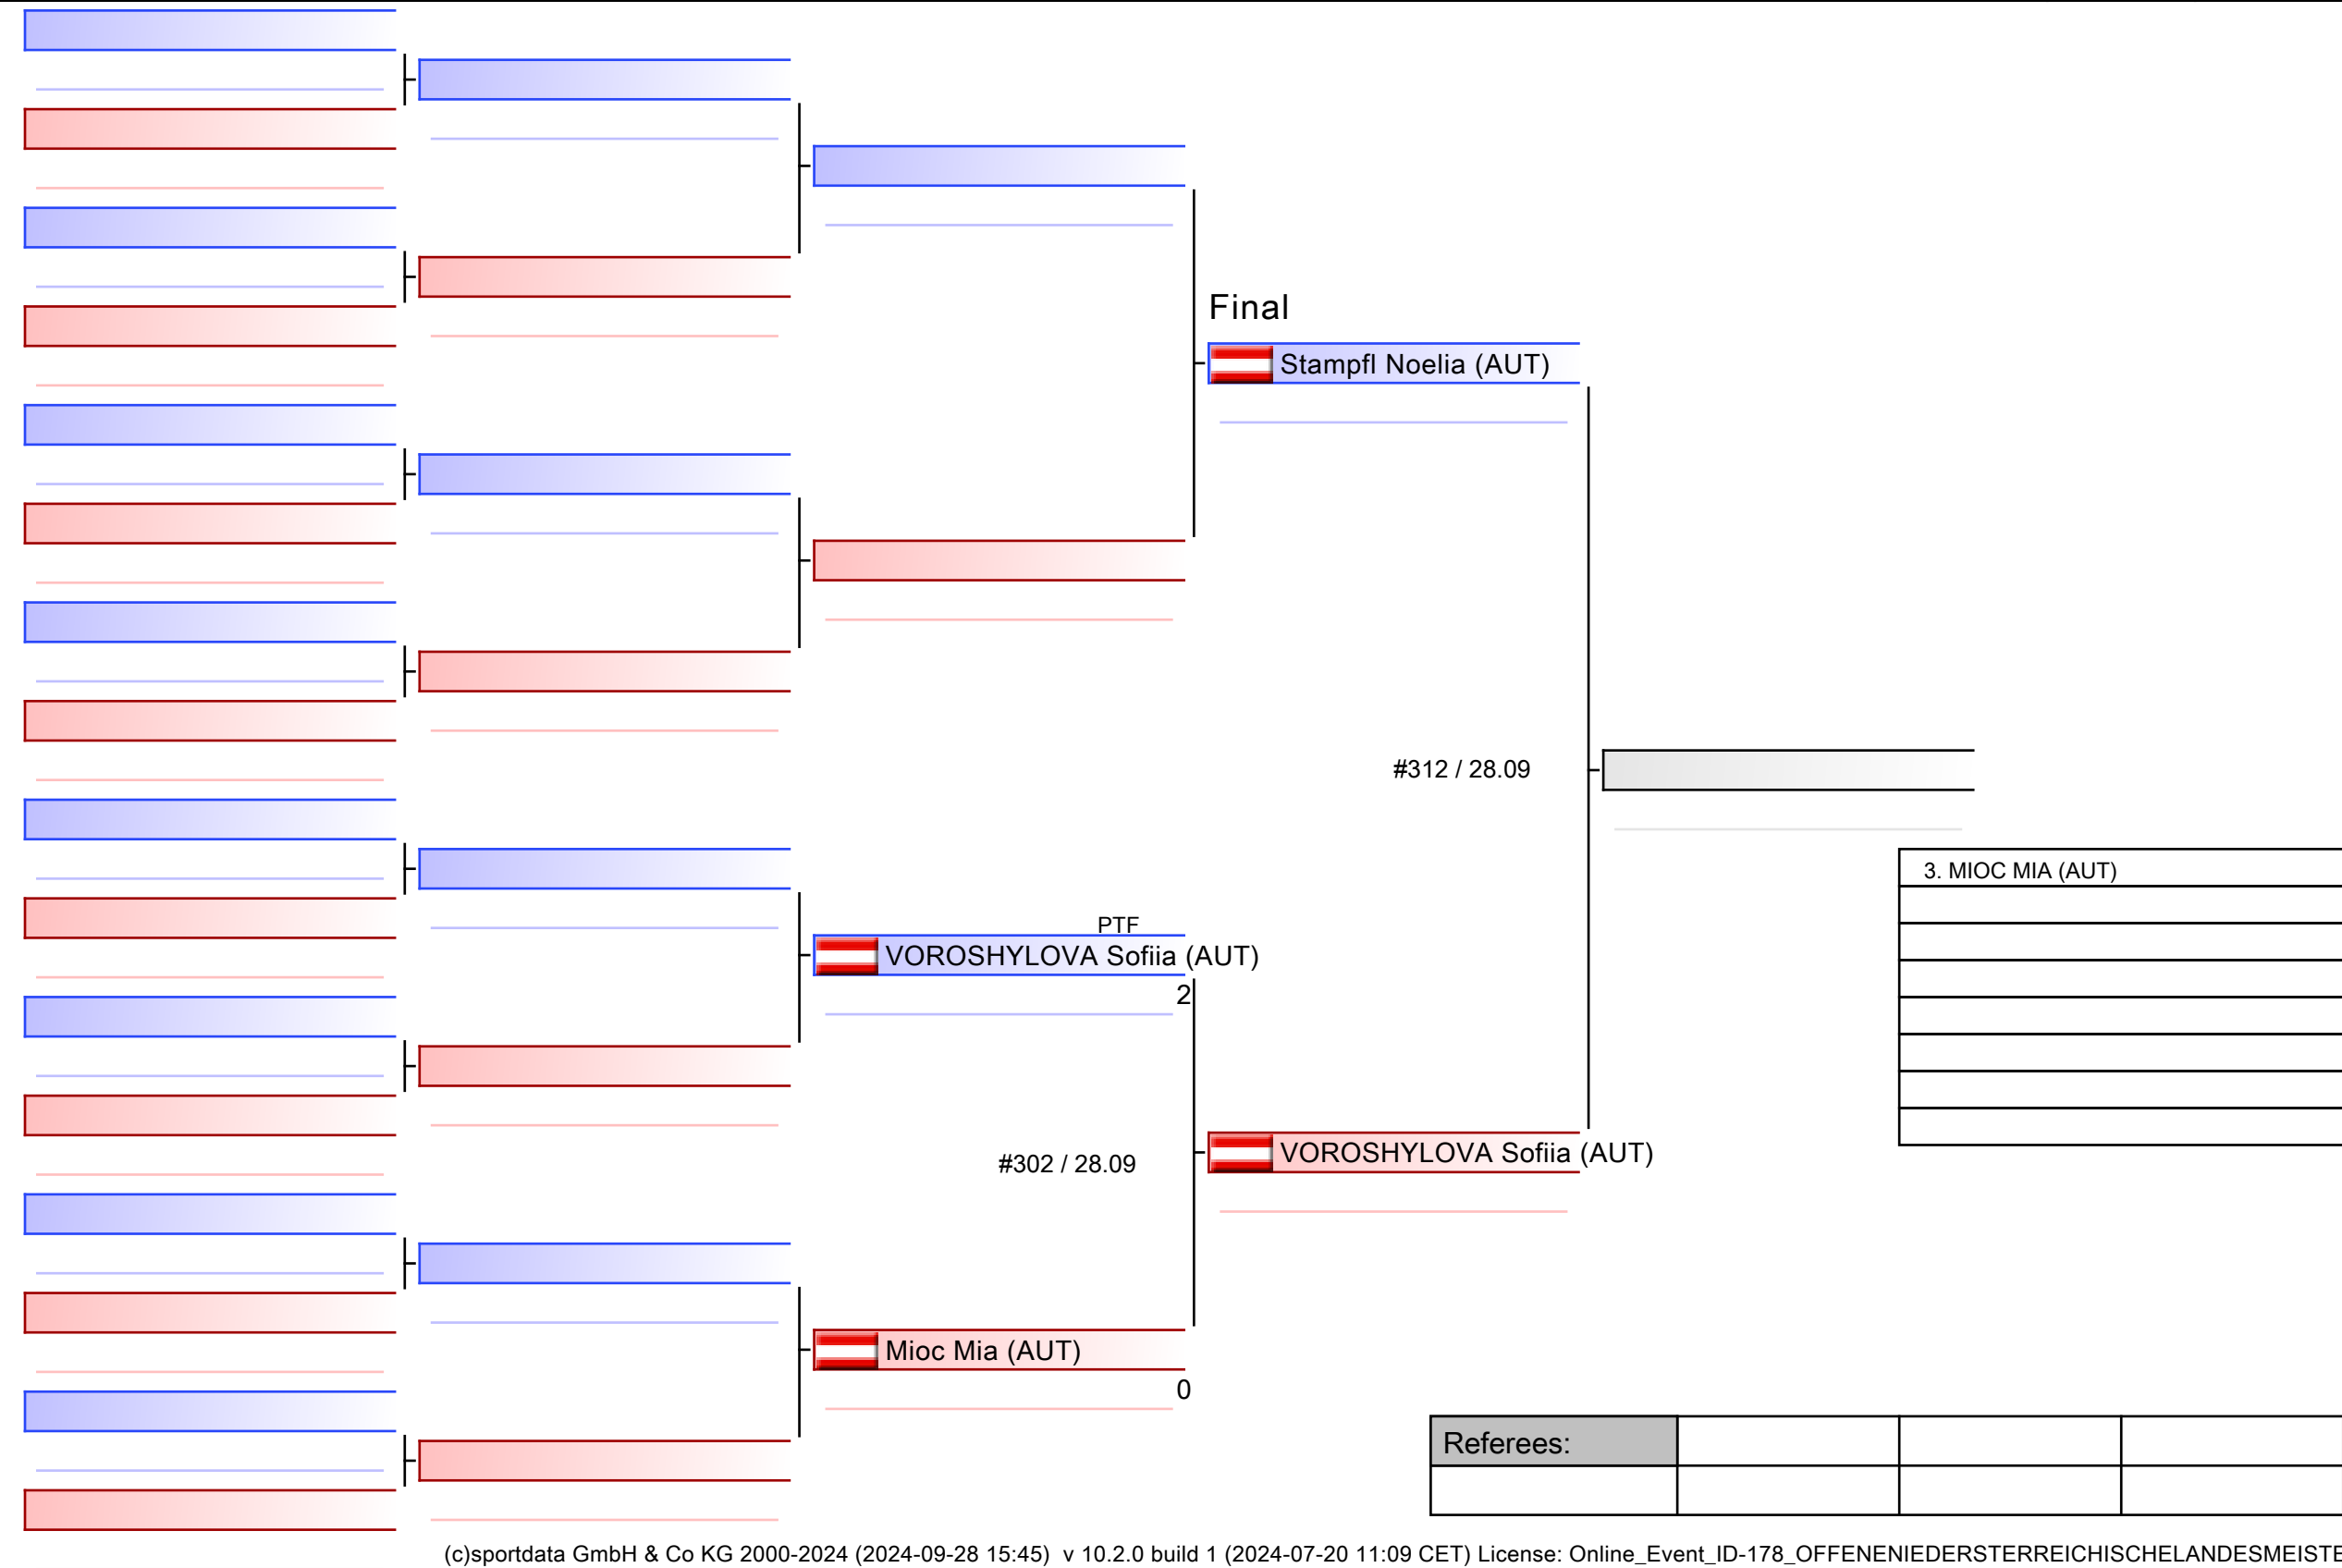 Final
Stampfl Noelia (AUT)
#312 / 28.09
3. MIOC MIA (AUT)
PTF
VOROSHYLOVA Sofiia (AUT)
2
#302 / 28.09
VOROSHYLOVA Sofiia (AUT)
Mioc Mia (AUT)
0
Referees:
(c)sportdata GmbH & Co KG 2000-2024 (2024-09-28 15:45) v 10.2.0 build 1 (2024-07-20 11:09 CET) License: Online_Event_ID-178_OFFENENIEDERSTERREICHISCHELANDESMEISTE